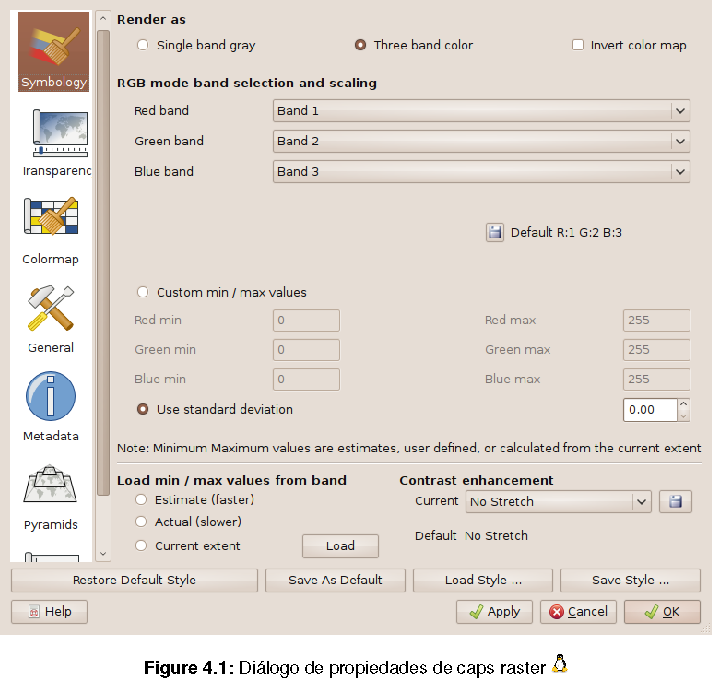 Symbology
Transparenc
Colormap
General
Metadata
Pyramids
Render as
Single band gray
Three band color
Invert color map
RGB mode band selection and scaling
Red band Band 1
Green band Band 2
Blue band Band 3
Default R:1 G:2 B:3
Custom min / max values
Red min 0 Red max 255
Green min 0 Green max 255
Blue min 0 Blue max 255
Use standard deviation 0.00
Note: Minimum Maximum values are estimates, user defined, or calculated from the current extent
Load min / max values from band
Estimate (faster)
Actual (slower)
Current extent Load
Contrast enhancement
Current No Stretch
Default No Stretch
Restore Default Style Save As Default Load Style ... Save Style ...
Help Apply Cancel OK
Figure 4.1: Diálogo de propiedades de caps raster